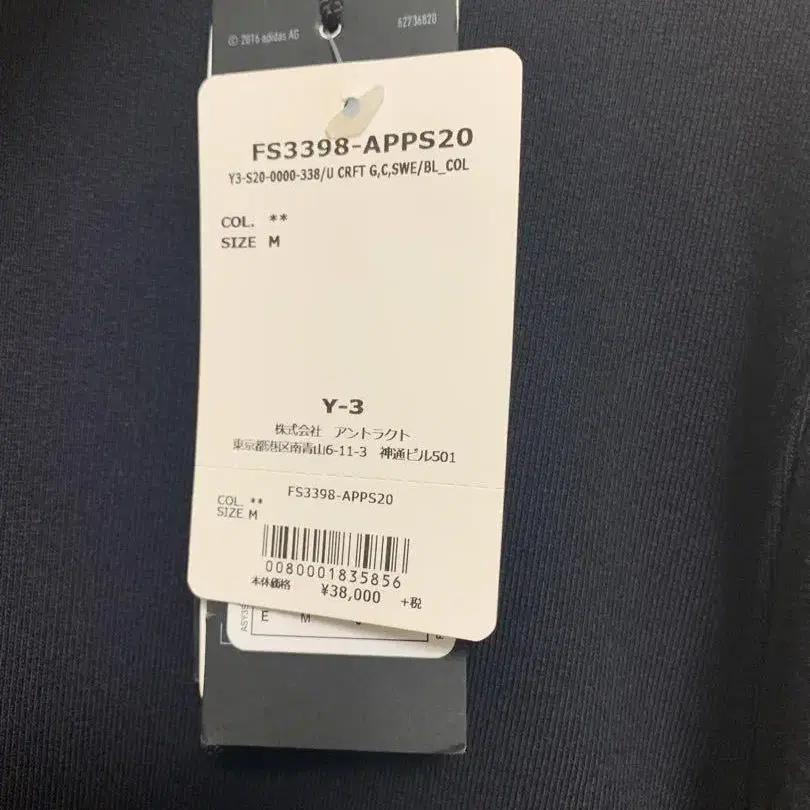 © 2016 adidas AG
62736820
FS3398-APPS20
Y3-S20-0000-338/U CRFT G,C,SWE/BL_COL
COL. **
SIZE M
Y-3
株式会社 アントラクト
東京都港区南青山6-11-3 神通ビル501
FS3398-APPS20
COL. **
SIZE M
0080001835856
本体価格 ¥38,000 +税
E M